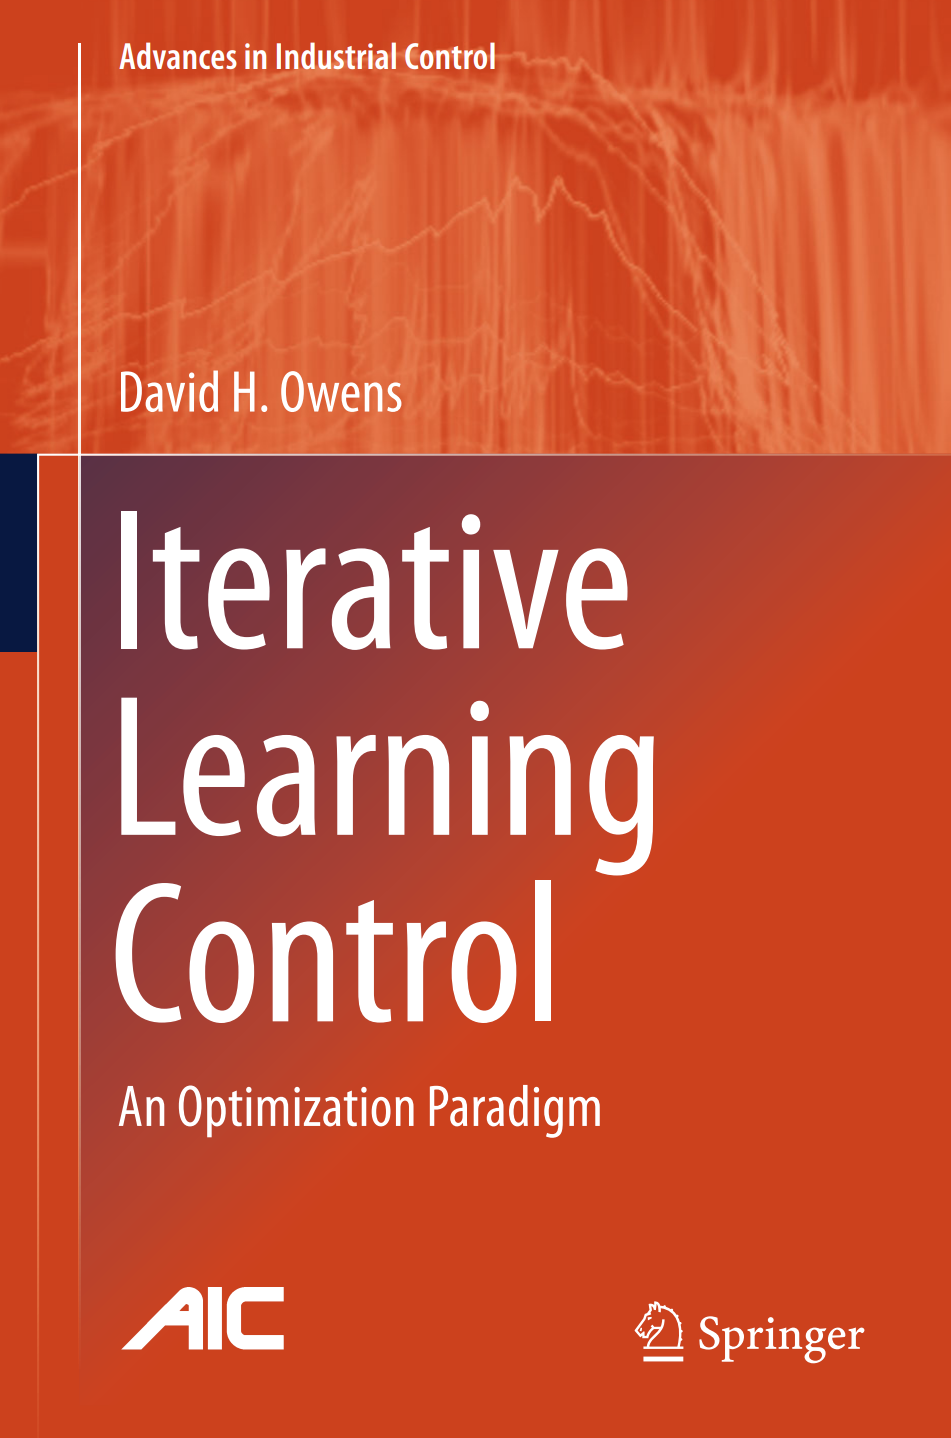 Advances in Industrial Control
David H. Owens
Iterative
Learning
Control
An Optimization Paradigm
AIC
Springer